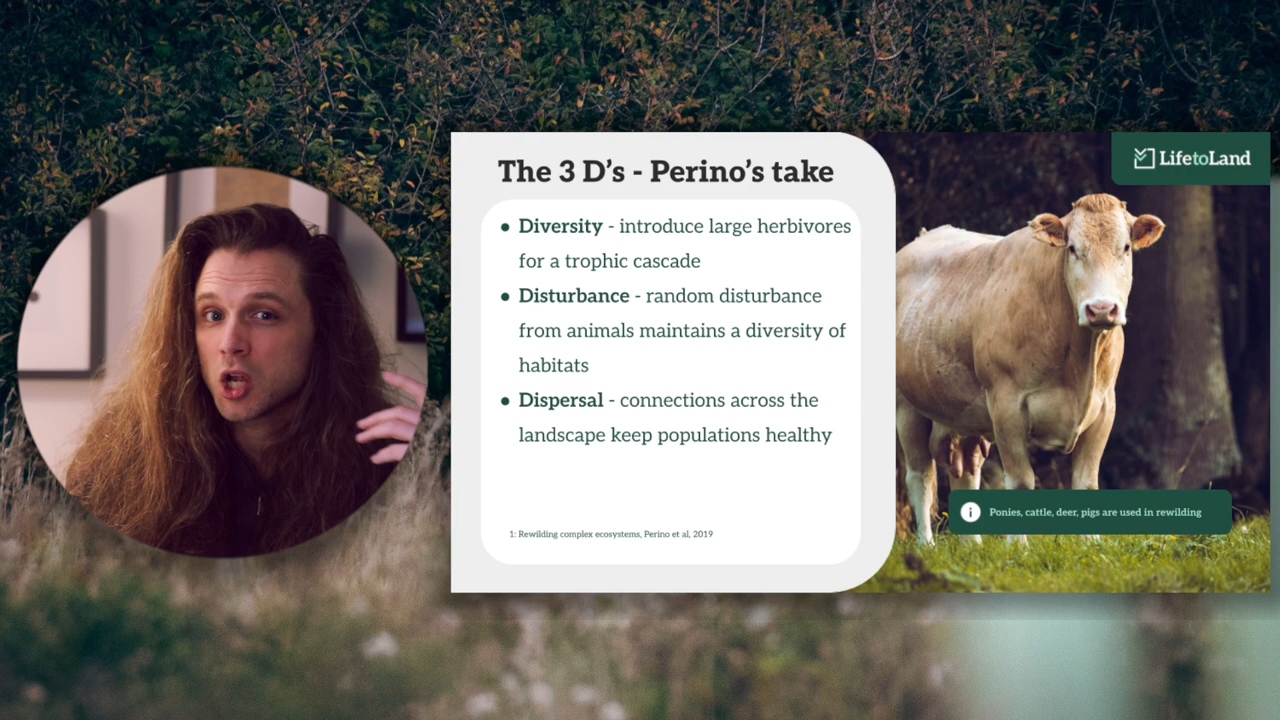 The 3 D's - Perino's take
● Diversity - introduce large herbivores
for a trophic cascade
● Disturbance - random disturbance
from animals maintains a diversity of
habitats
● Dispersal - connections across the
landscape keep populations healthy
1: Rewilding complex ecosystems, Perino et al, 2019
LifetoLand
Ponies, cattle, deer, pigs are used in rewilding